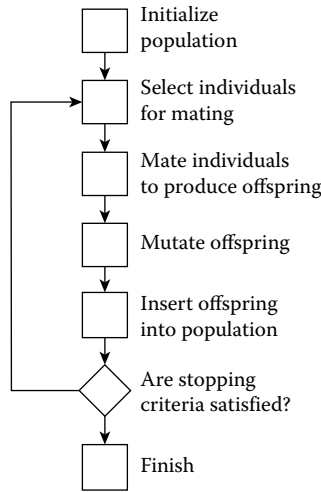 Initialize
population
Select individuals
for mating
Mate individuals
to produce offspring
Mutate offspring
Insert offspring
into population
Are stopping
criteria satisfied?
Finish